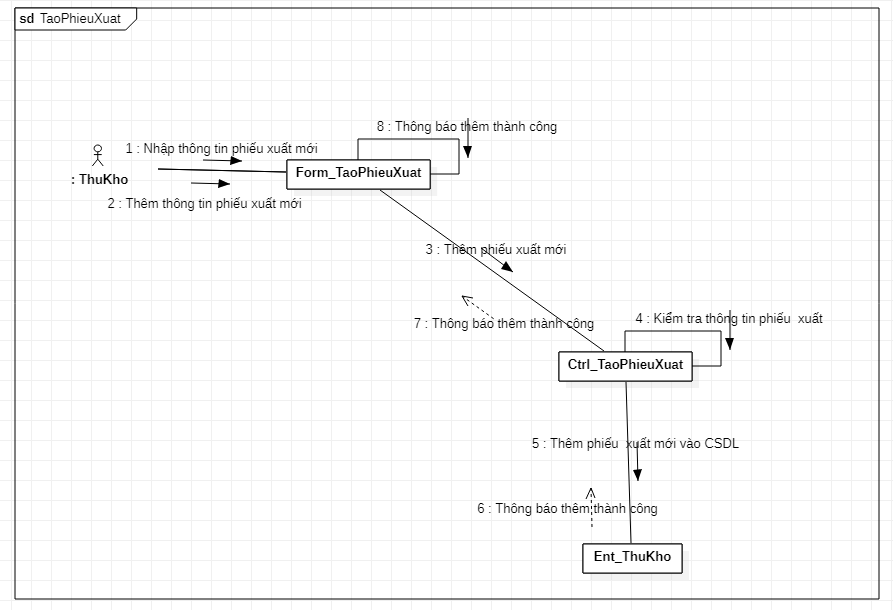 sd TaoPhieuXuat
8 : Thông báo thêm thành công
1 : Nhập thông tin phiếu xuất mới
Form_TaoPhieuXuat
: ThuKho
2 : Thêm thông tin phiếu xuất mới
3 : Thêm phiếu xuất mới
7 : Thông báo thêm thành công
4 : Kiểm tra thông tin phiếu xuất
Ctrl_TaoPhieuXuat
5 : Thêm phiếu xuất mới vào CSDL
6 : Thông báo thêm thành công
Ent_ThuKho